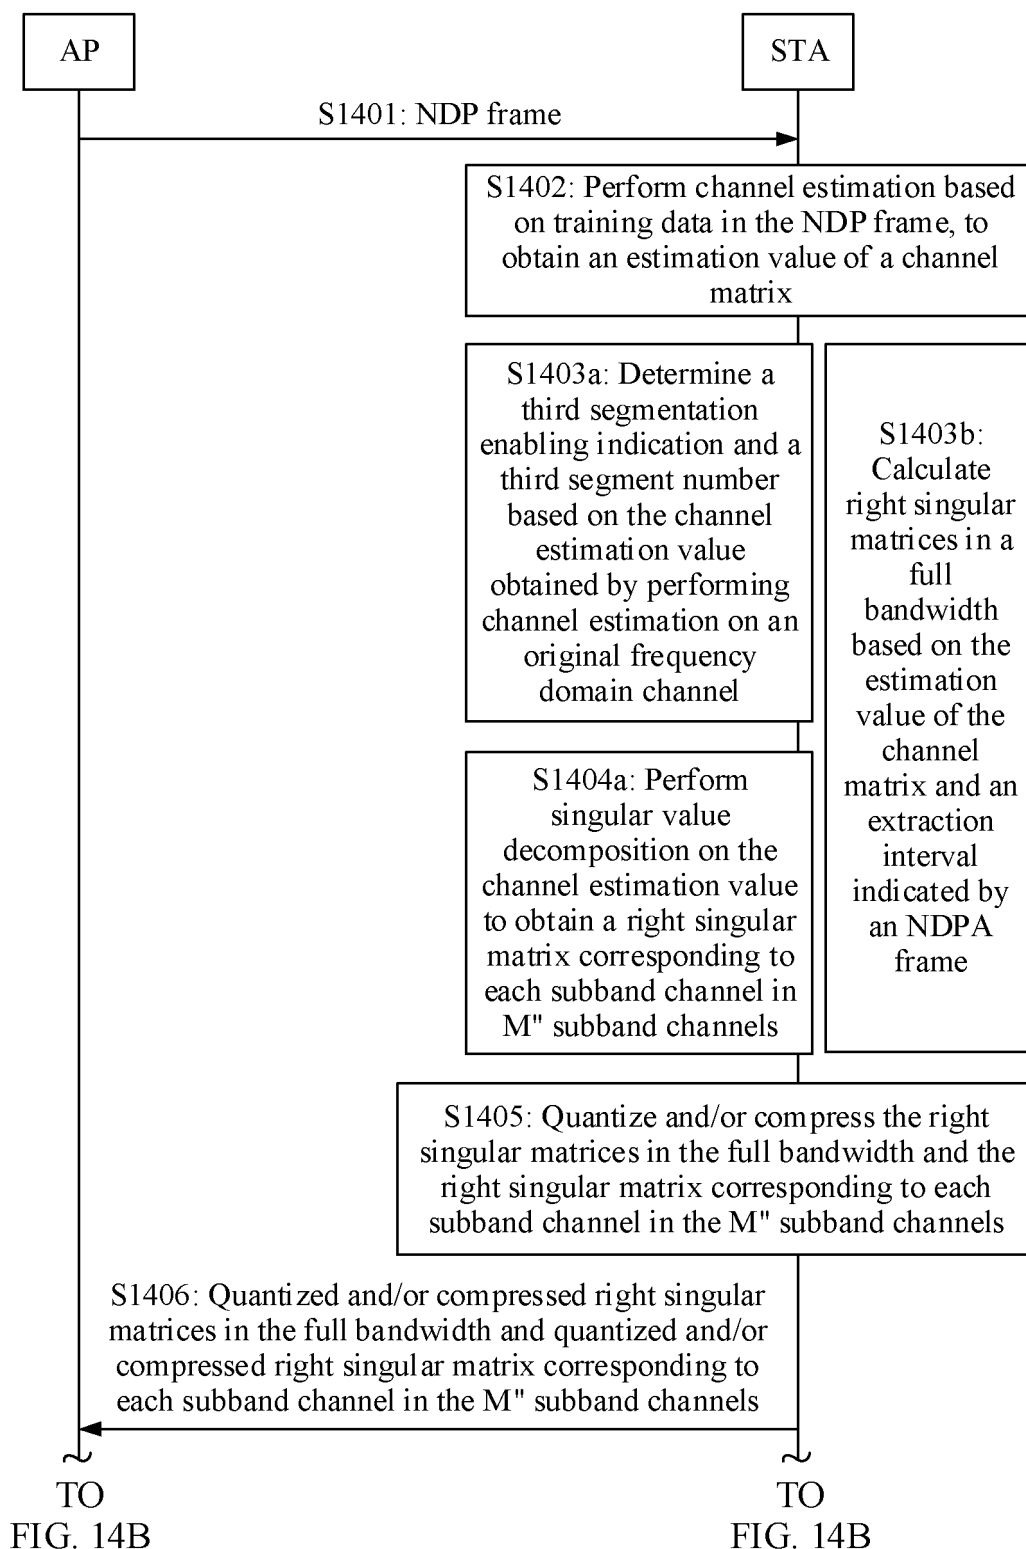 AP
STA
S1401: NDP frame
S1402: Perform channel estimation based
on training data in the NDP frame, to
obtain an estimation value of a channel
matrix
S1403a: Determine a
third segmentation
enabling indication and a
third segment number
based on the channel
estimation value
obtained by performing
channel estimation on an
original frequency
domain channel
S1403b:
Calculate
right singular
matrices in a
full
bandwidth
based on the
estimation
value of the
channel
matrix and an
extraction
interval
indicated by
an NDPA
frame
S1404a: Perform
singular value
decomposition on the
channel estimation value
to obtain a right singular
matrix corresponding to
each subband channel in
M" subband channels
S1405: Quantize and/or compress the right
singular matrices in the full bandwidth and the
right singular matrix corresponding to each
subband channel in the M" subband channels
S1406: Quantized and/or compressed right singular
matrices in the full bandwidth and quantized and/or
compressed right singular matrix corresponding to
each subband channel in the M" subband channels
TO
FIG. 14B
TO
FIG. 14B